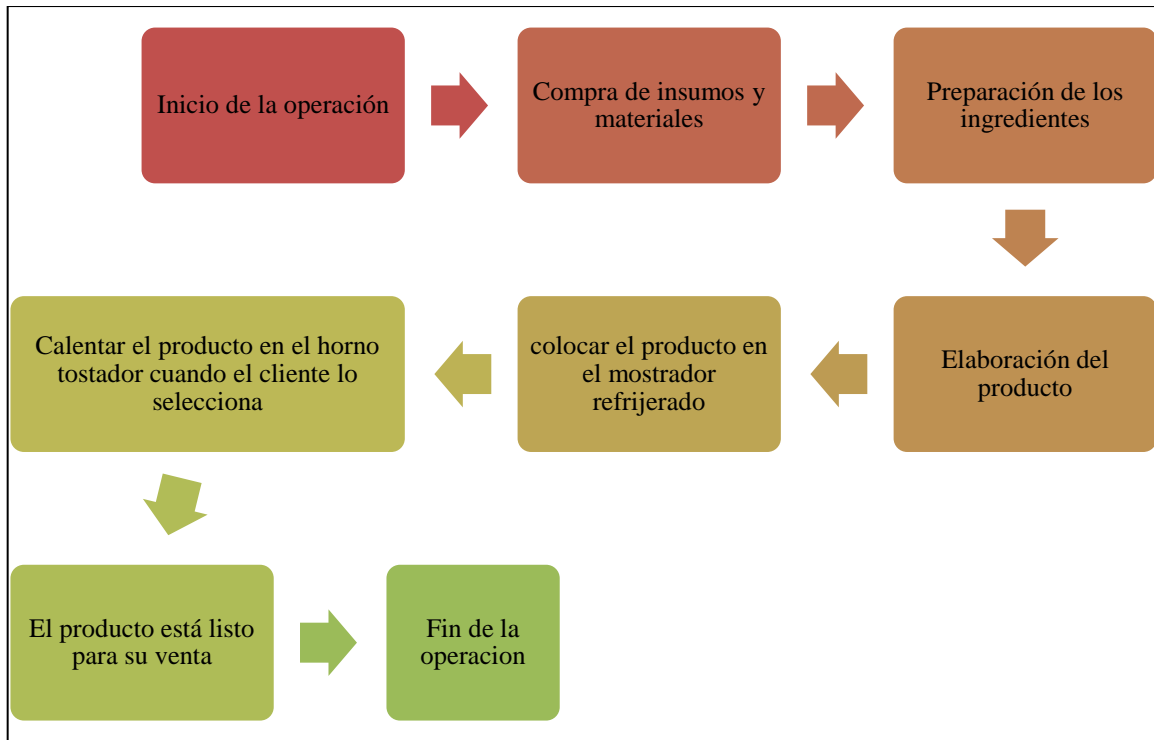 Inicio de la operación
Compra de insumos y
materiales
Preparación de los
ingredientes
Elaboración del
producto
colocar el producto en
el mostrador
refrijerado
Calentar el producto en el horno
tostador cuando el cliente lo
selecciona
El producto está listo
para su venta
Fin de la
operacion